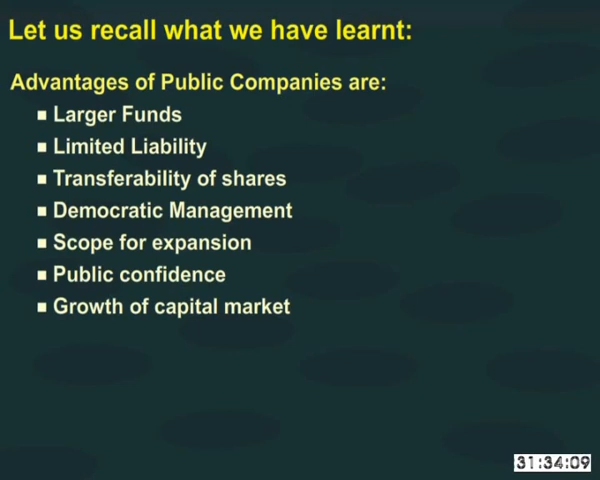 Let us recall what we have learnt:
Advantages of Public Companies are:
▪ Larger Funds
▪ Limited Liability
▪ Transferability of shares
▪ Democratic Management
▪ Scope for expansion
▪ Public confidence
▪ Growth of capital market
31:34:09